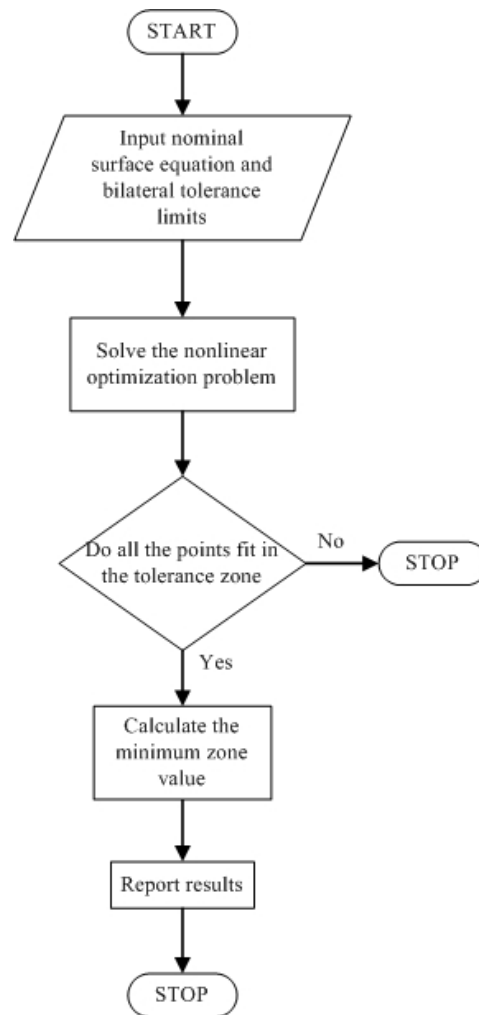 START
Input nominal
surface equation and
bilateral tolerance
limits
Solve the nonlinear
optimization problem
Do all the points fit in
the tolerance zone
No
STOP
Yes
Calculate the
minimum zone
value
Report results
STOP